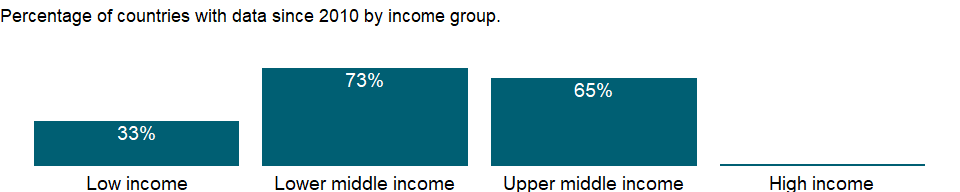 Percentage of countries with data since 2010 by income group.
33%
73%
65%
Low income
Lower middle income
Upper middle income
High income